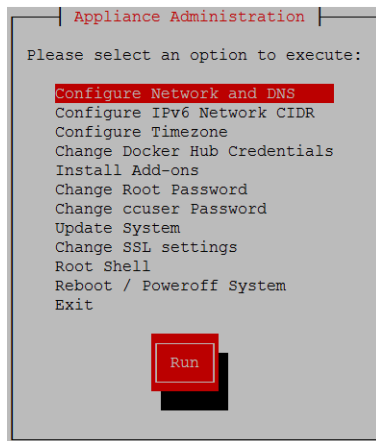 Appliance Administration
Please select an option to execute:
Configure Network and DNS
Configure IPv6 Network CIDR
Configure Timezone
Change Docker Hub Credentials
Install Add-ons
Change Root Password
Change ccuser Password
Update System
Change SSL settings
Root Shell
Reboot / Poweroff System
Exit
Run